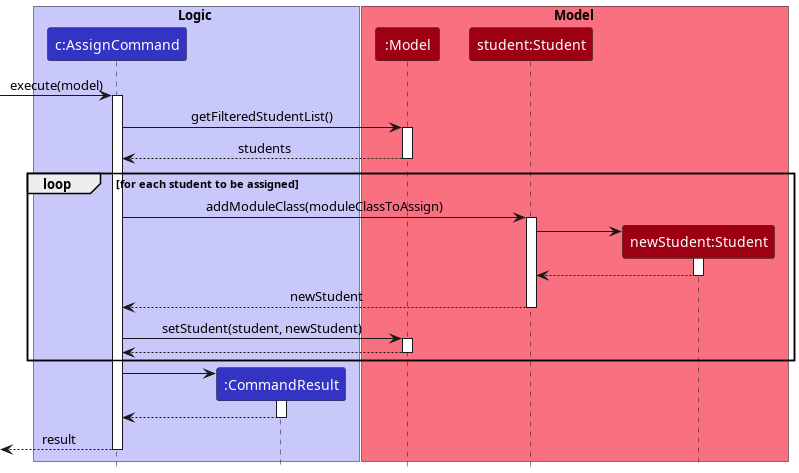 Logic
Model
c:AssignCommand
:Model
student:Student
execute(model)
getFilteredStudentList()
students
loop
[for each student to be assigned]
addModuleClass(moduleClassToAssign)
newStudent:Student
newStudent
setStudent(student, newStudent)
:CommandResult
result